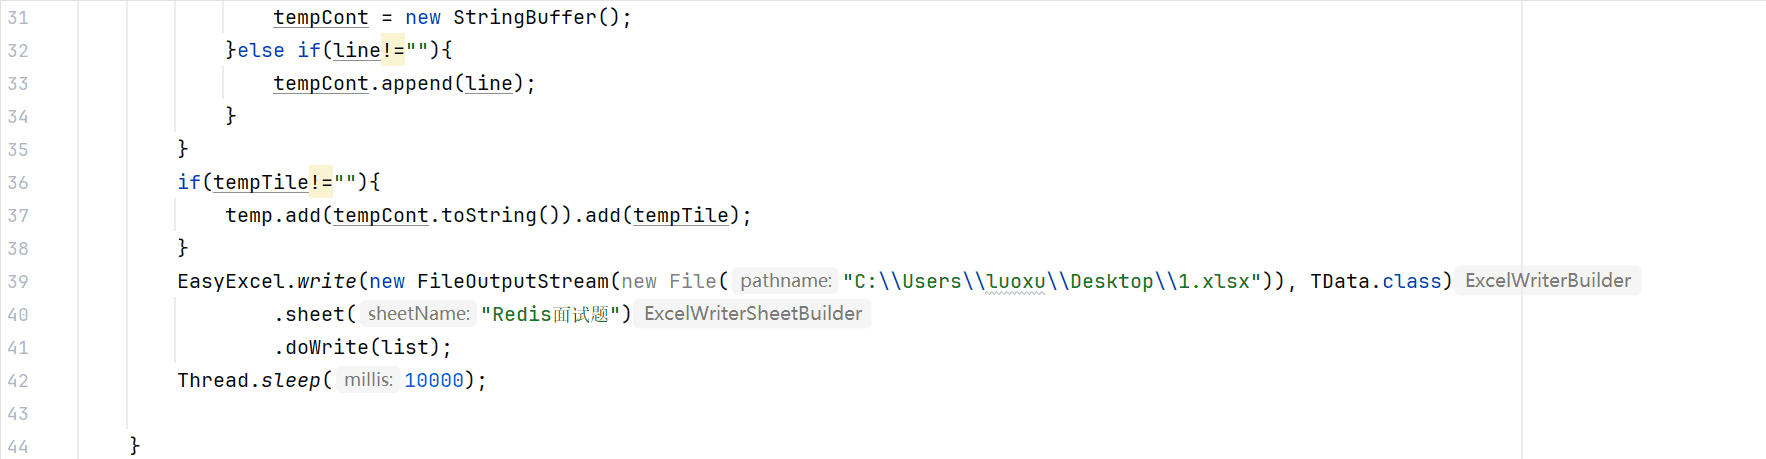 31 tempCont = new StringBuffer();
32 }else if(line!=""){
33 tempCont.append(line);
34 }
35 }
36 if(tempTile!=""){
37 temp.add(tempCont.toString()).add(tempTile);
38 }
39 EasyExcel.write(new FileOutputStream(new File( pathname: "C:\\Users\\luoxu\\Desktop\\1.xlsx")), TData.class) ExcelWriterBuilder
40 .sheet( sheetName: "Redis面试题") ExcelWriterSheetBuilder
41 .doWrite(list);
42 Thread.sleep( millis: 10000);
43
44 }